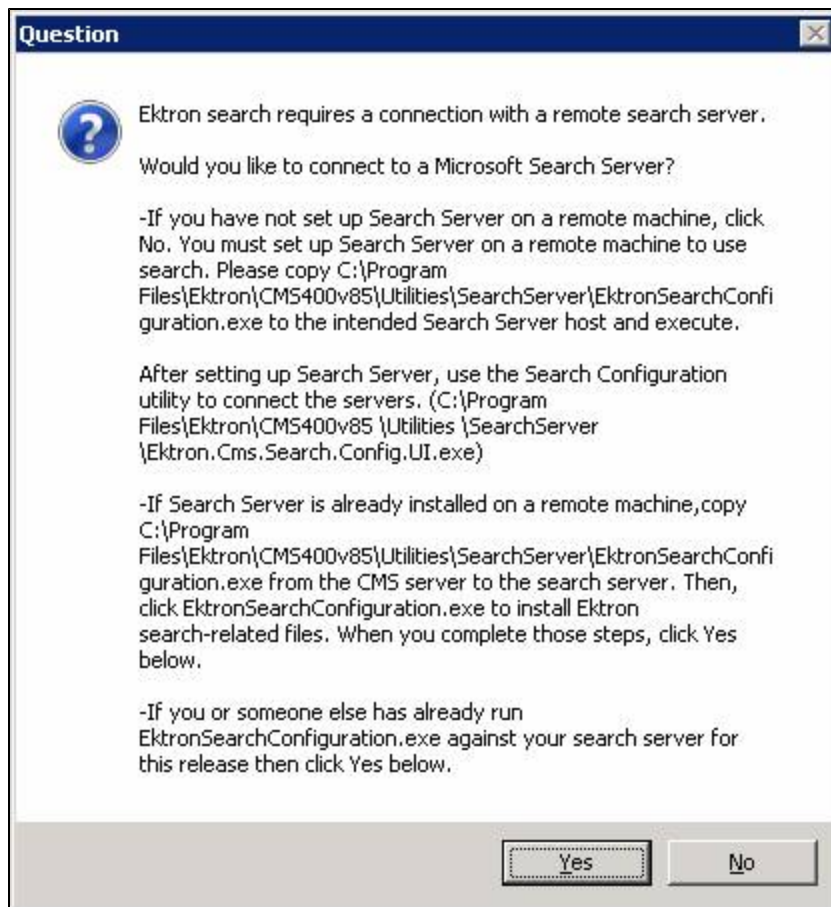 Question
Ektron search requires a connection with a remote search server.
Would you like to connect to a Microsoft Search Server?
-If you have not set up Search Server on a remote machine, click
No. You must set up Search Server on a remote machine to use
search. Please copy C:\Program
Files\Ektron\CMS400v85\Utilities\SearchServer\EktronSearchConfi
guration.exe to the intended Search Server host and execute.
After setting up Search Server, use the Search Configuration
utility to connect the servers. (C:\Program
Files\Ektron\CMS400v85 \Utilities \SearchServer
\Ektron.Cms.Search.Config.UI.exe)
-If Search Server is already installed on a remote machine,copy
C:\Program
Files\Ektron\CMS400v85\Utilities\SearchServer\EktronSearchConfi
guration.exe from the CMS server to the search server. Then,
click EktronSearchConfiguration.exe to install Ektron
search-related files. When you complete those steps, click Yes
below.
-If you or someone else has already run
EktronSearchConfiguration.exe against your search server for
this release then click Yes below.
Yes
No